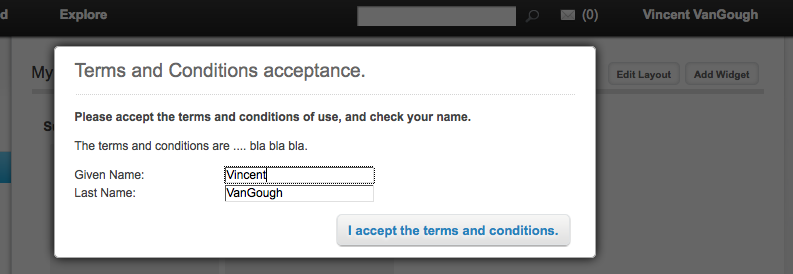 d Explore (0) Vincent VanGough
My
Edit Layout Add Widget
Terms and Conditions acceptance.
Please accept the terms and conditions of use, and check your name.
The terms and conditions are .... bla bla bla.
Given Name: Vincent
Last Name: VanGough
I accept the terms and conditions.